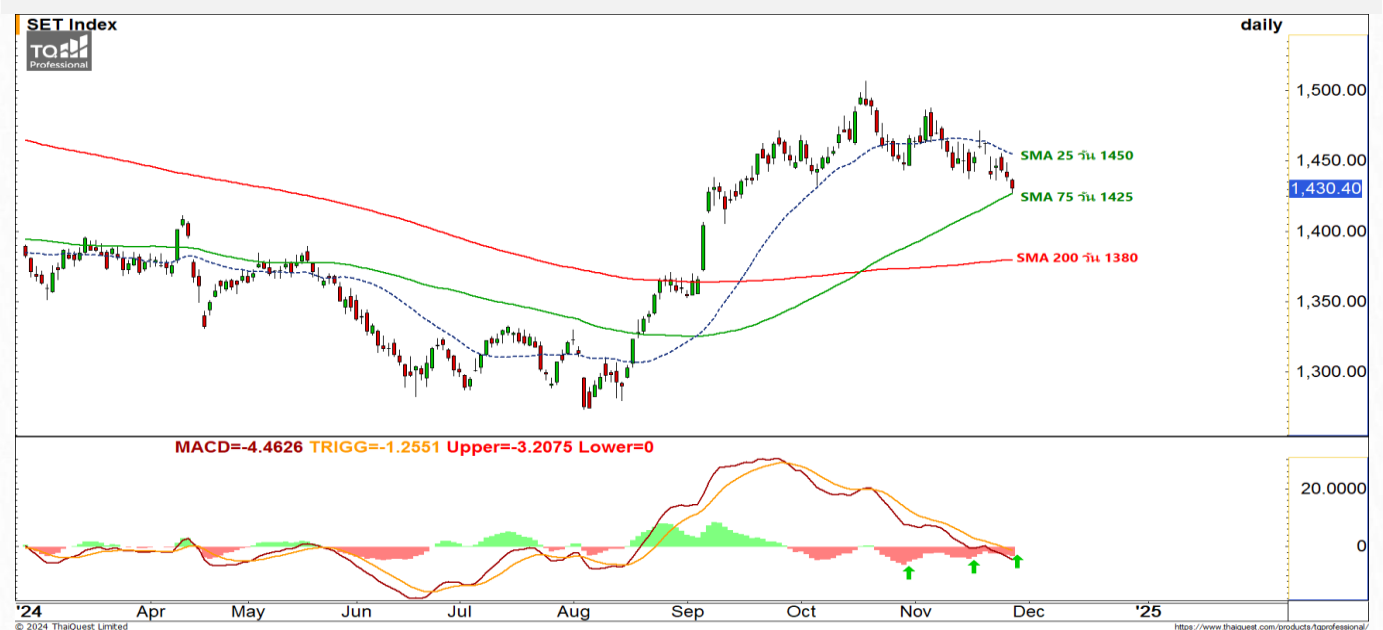 SET Index
daily
TQ
Professional
1,500.00
1,450.00
1,430.40
1,400.00
1,350.00
1,300.00
SMA 25 วัน 1450
SMA 75 วัน 1425
SMA 200 วัน 1380
MACD=-4.4626 TRIGG=-1.2551 Upper=-3.2075 Lower=0
20.0000
0
'24 Apr May Jun Jul Aug Sep Oct Nov Dec '25
© 2024 ThaiQuest Limited https://www.thaiquest.com/products/tqprofessional/